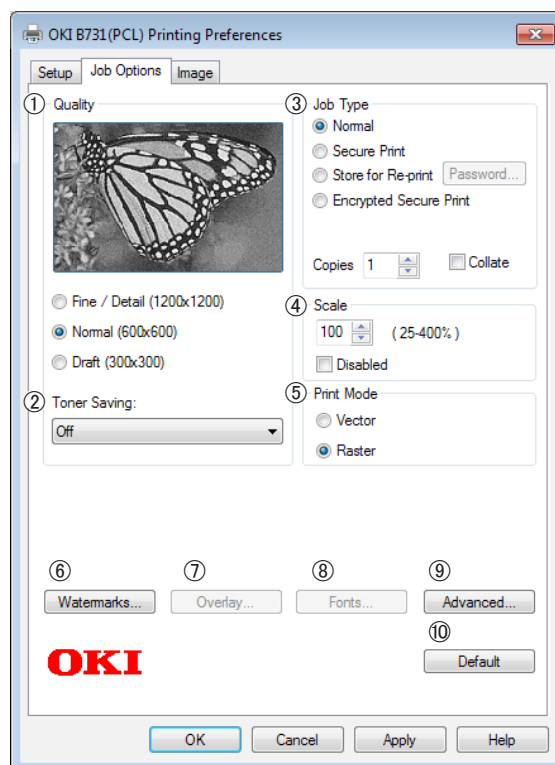 OKI B731(PCL) Printing Preferences
Setup Job Options Image
① Quality
Fine / Detail (1200x1200)
Normal (600x600)
Draft (300x300)
② Toner Saving:
Off
③ Job Type
Normal
Secure Print
Store for Re-print Password...
Encrypted Secure Print
Copies 1 Collate
④ Scale
100 ( 25-400% )
Disabled
⑤ Print Mode
Vector
Raster
⑥ ⑦ ⑧ ⑨
Watermarks... Overlay... Fonts... Advanced...
⑩
OKI Default
OK Cancel Apply Help